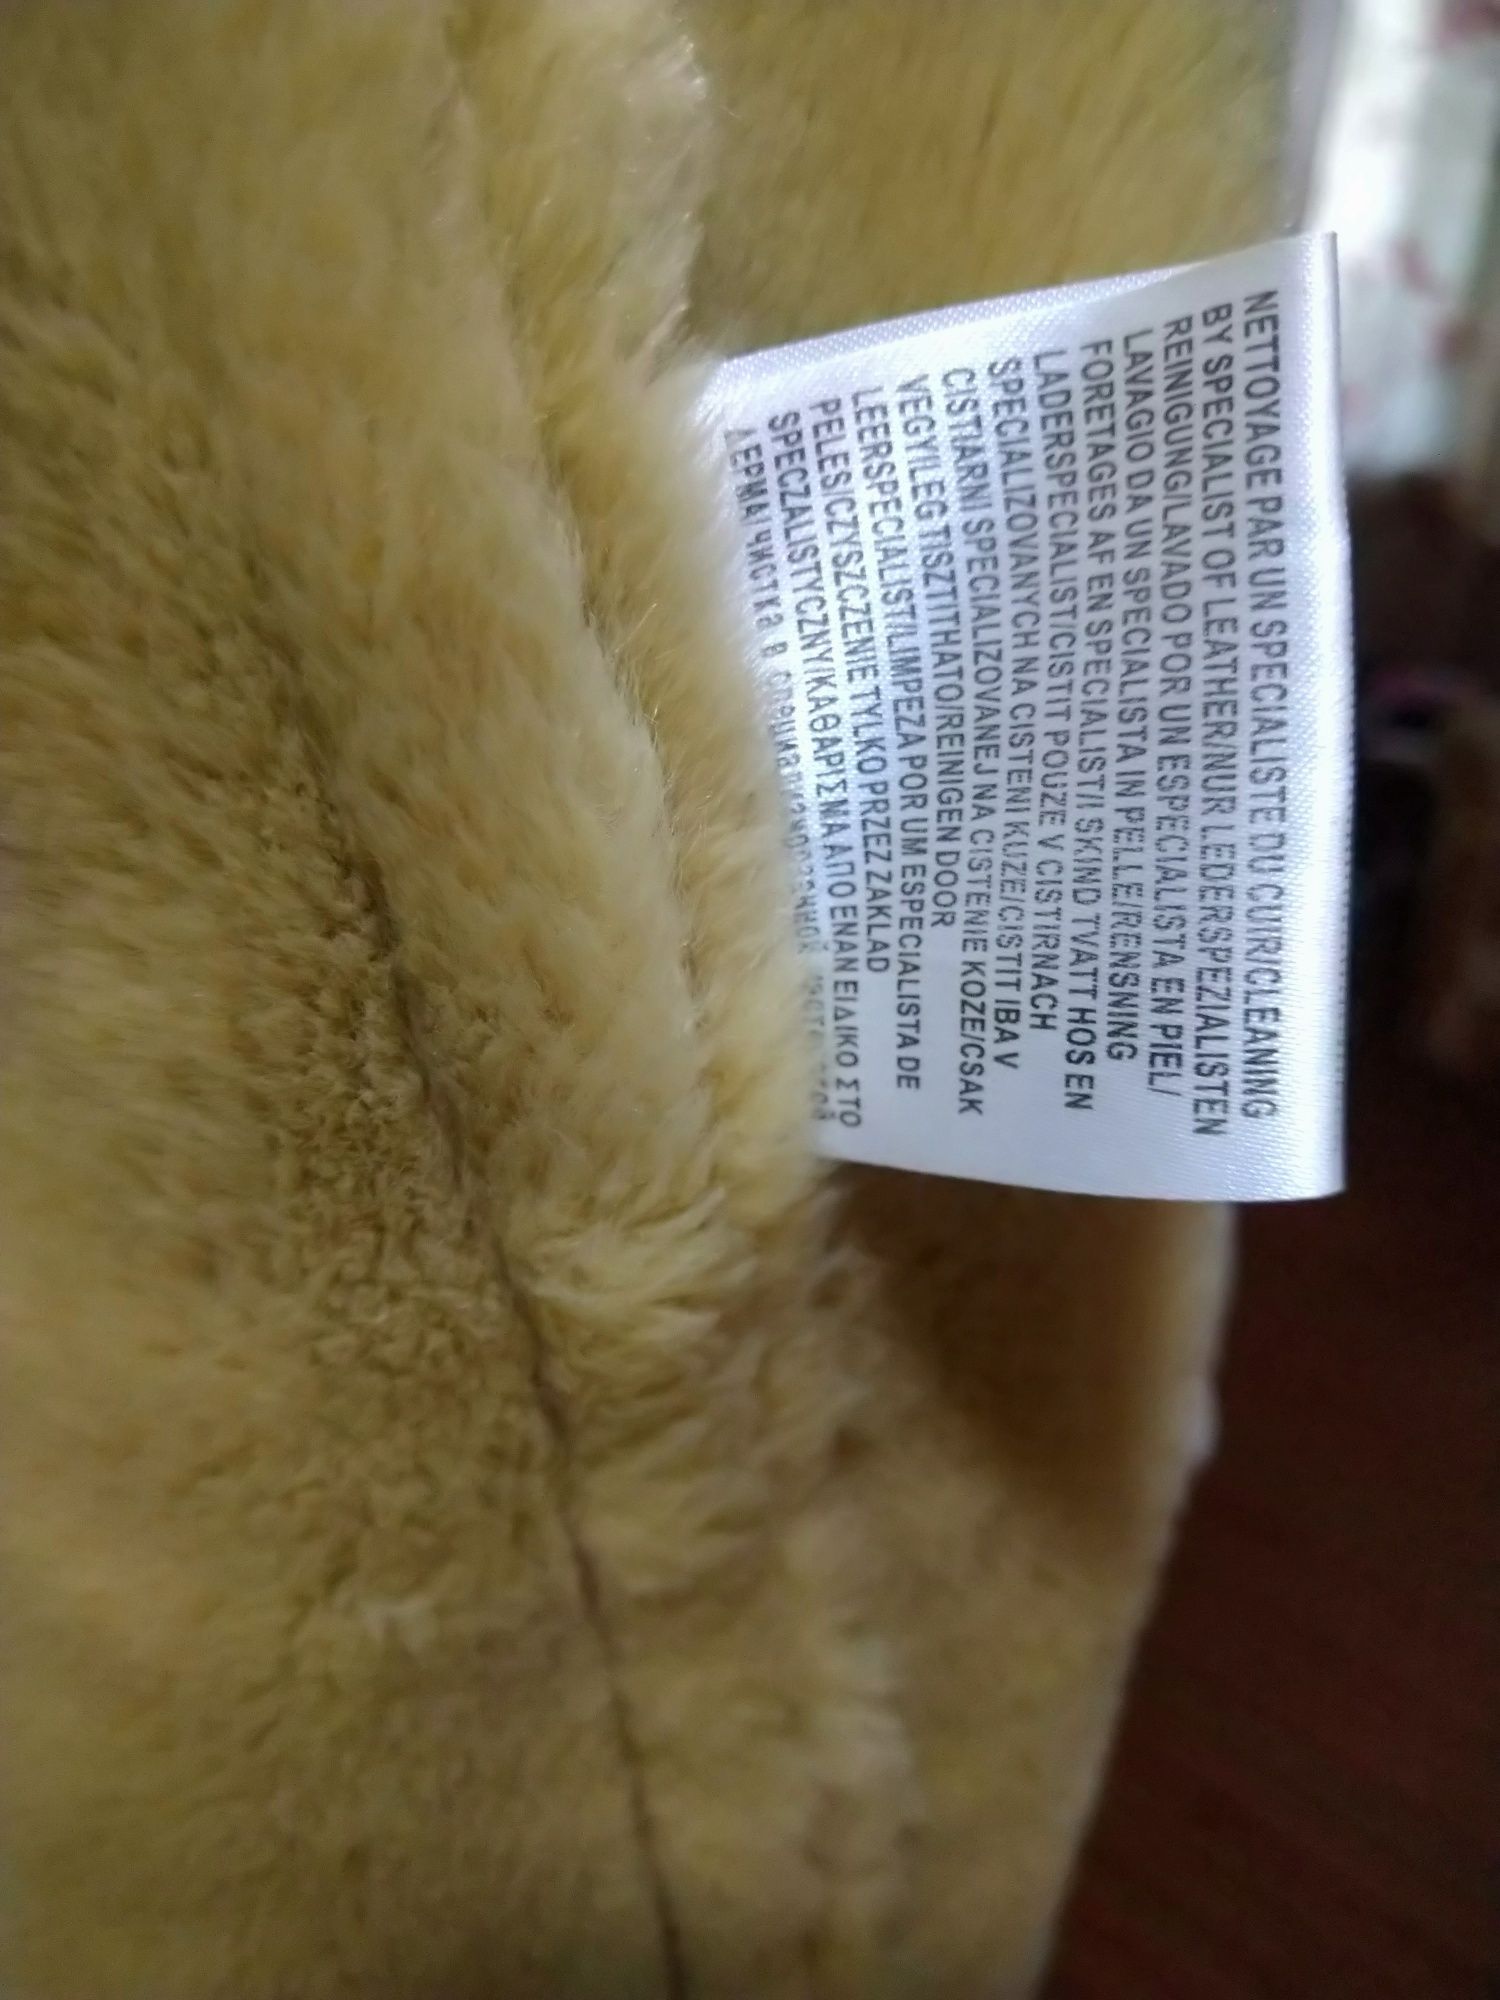 NETTOYAGE PAR UN SPECIALISTE DU CUIR/CLEANING
BY SPECIALIST OF LEATHER/NUR LEDERSPEZIALISTEN
REINIGUNG/LAVADO POR UN ESPECIALISTA EN PIEL/
LAVAGIO DA UN SPECIALISTA IN PELLE/RENSNING
FORETAGES AF EN SPECIALIST/I SKIND TVATT HOS EN
LADERSPECIALIST/CISTIT POUZE V CISTIRNACH
SPECIALIZOVANYCH NA CISTENI KUZE/CISTIT IBA V
CISTIARNI SPECIALIZOVANEJ NA CISTENIE KOZE/CSAK
VEGYILEG TISZTITHATO/REINIGEN DOOR
LEERSPECIALIST/LIMPEZA POR UM ESPECIALISTA DE
PELES/CZYSZCZENIE TYLKO PRZEZ ZAKLAD
SPECZALISTYCZNY/ΚΑΘΑΡΙΣΜΑ ΑΠΟ ΕΝΑΝ ΕΙΔΙΚΟ ΣΤΟ
ΔΕΡΜΑ/чистка в